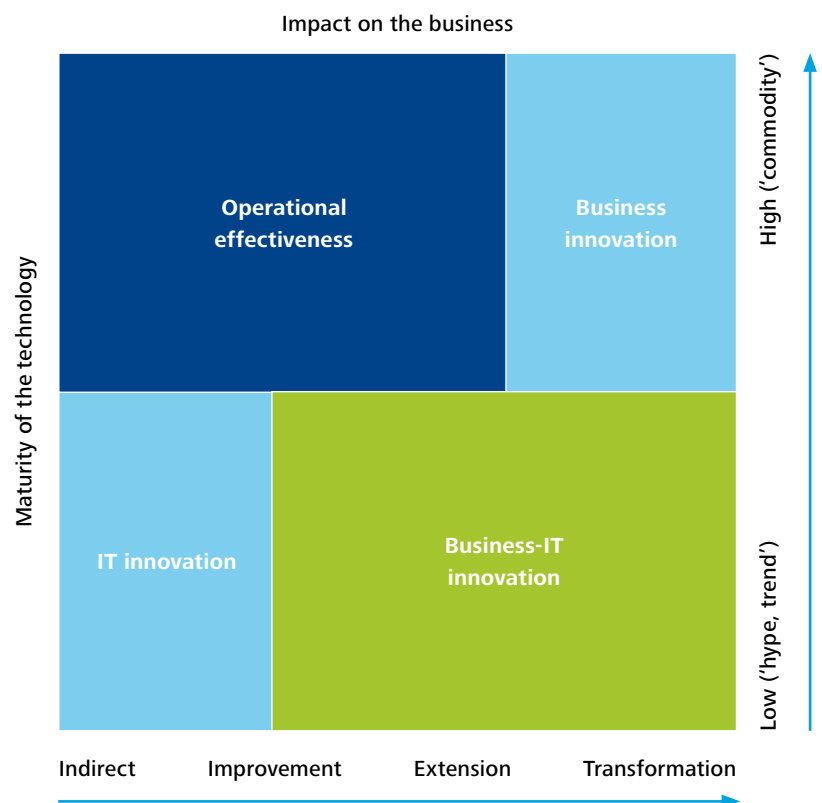 Impact on the business
Maturity of the technology
Operational
effectiveness
Business
innovation
High (‘commodity’)
IT innovation
Business-IT
innovation
Low (‘hype, trend’)
Indirect
Improvement
Extension
Transformation